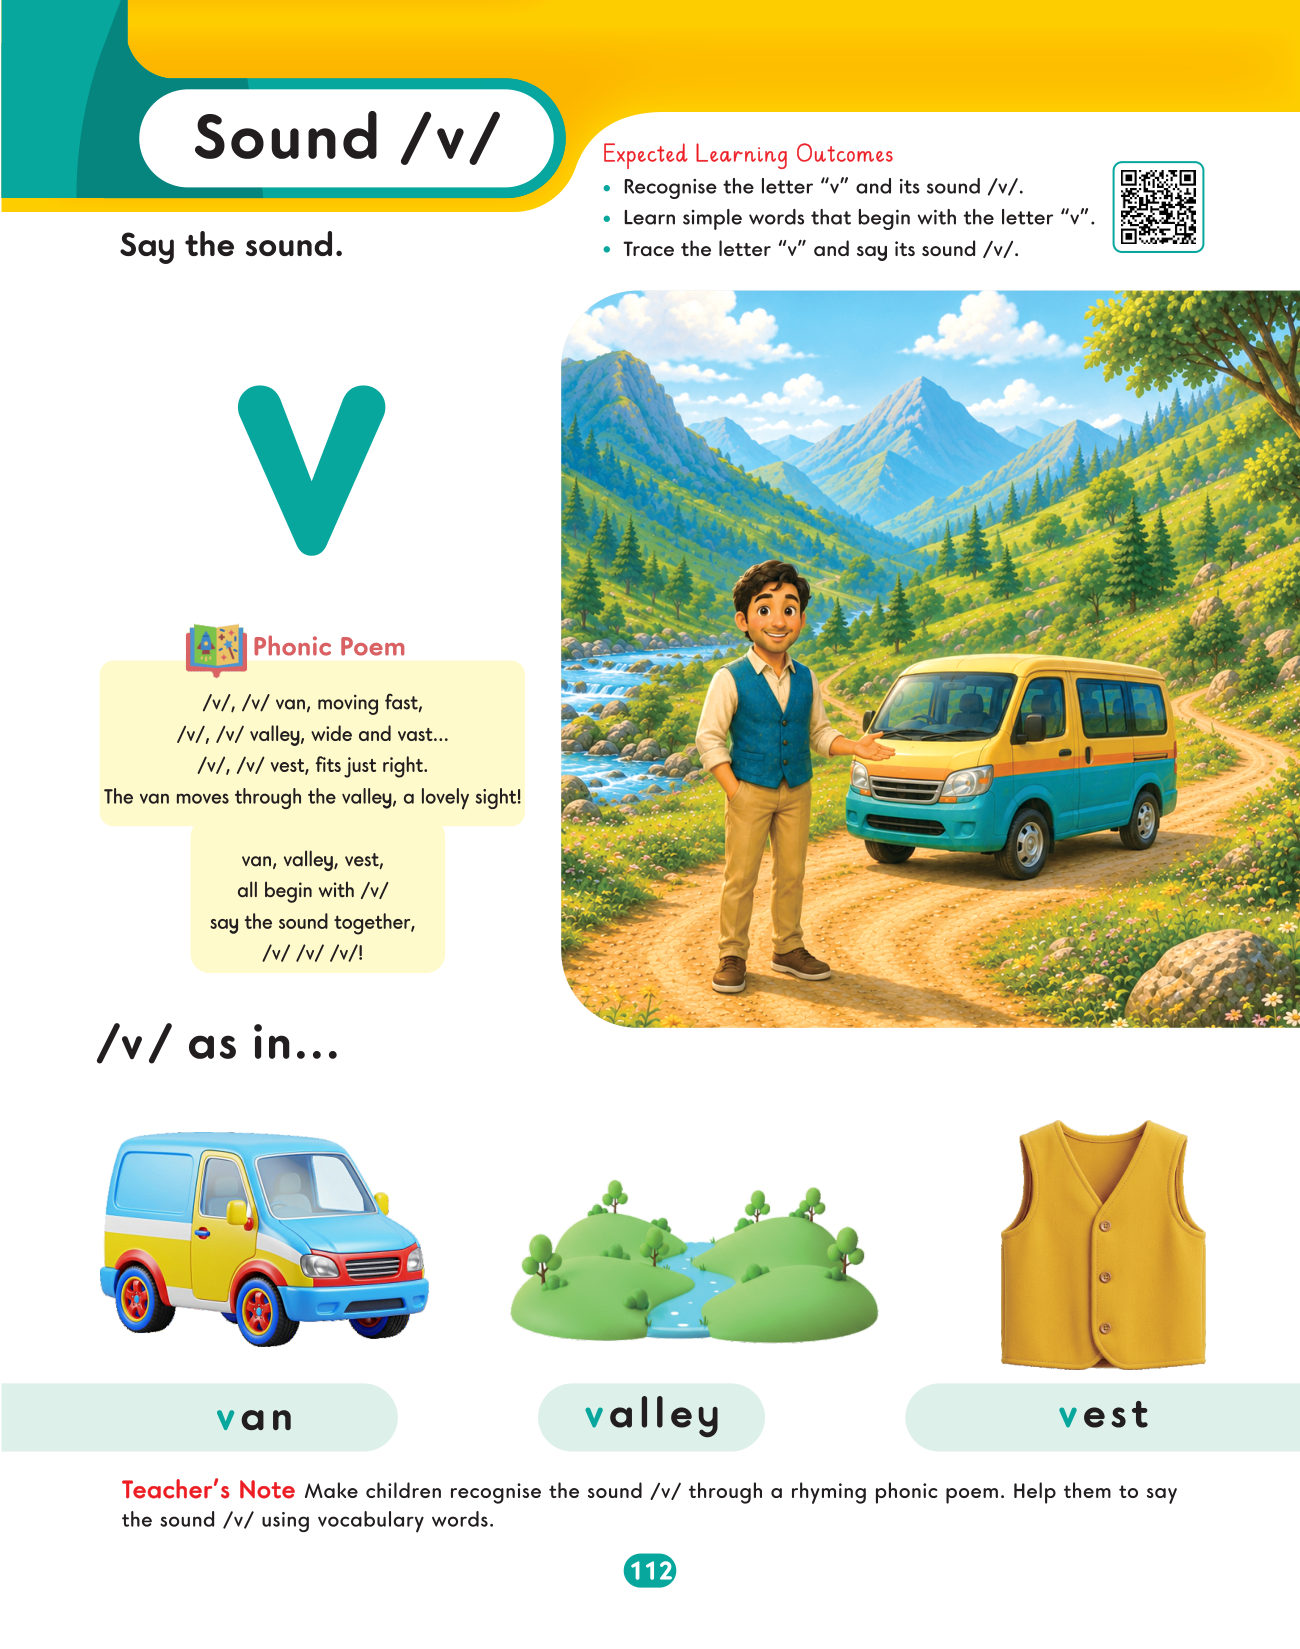 Sound /v/
Expected Learning Outcomes
• Recognise the letter “v” and its sound /v/.
• Learn simple words that begin with the letter “v”.
• Trace the letter “v” and say its sound /v/.
Say the sound.
v
Phonic Poem
/v/, /v/ van, moving fast,
/v/, /v/ valley, wide and vast...
/v/, /v/ vest, fits just right.
The van moves through the valley, a lovely sight!
van, valley, vest,
all begin with /v/
say the sound together,
/v/ /v/ /v/!
/v/ as in...
van
valley
vest
Teacher’s Note Make children recognise the sound /v/ through a rhyming phonic poem. Help them to say
the sound /v/ using vocabulary words.
112